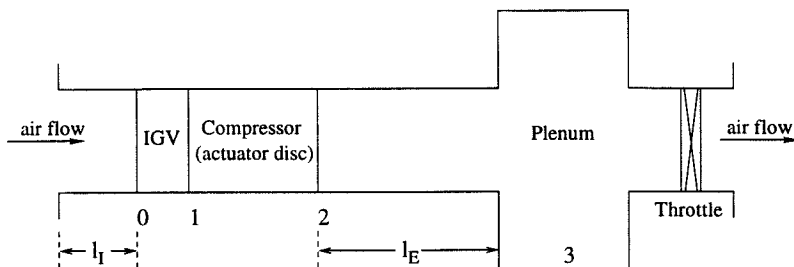 air flow
IGV
Compressor
(actuator disc)
Plenum
air flow
Throttle
0 1 2
l_I l_E 3